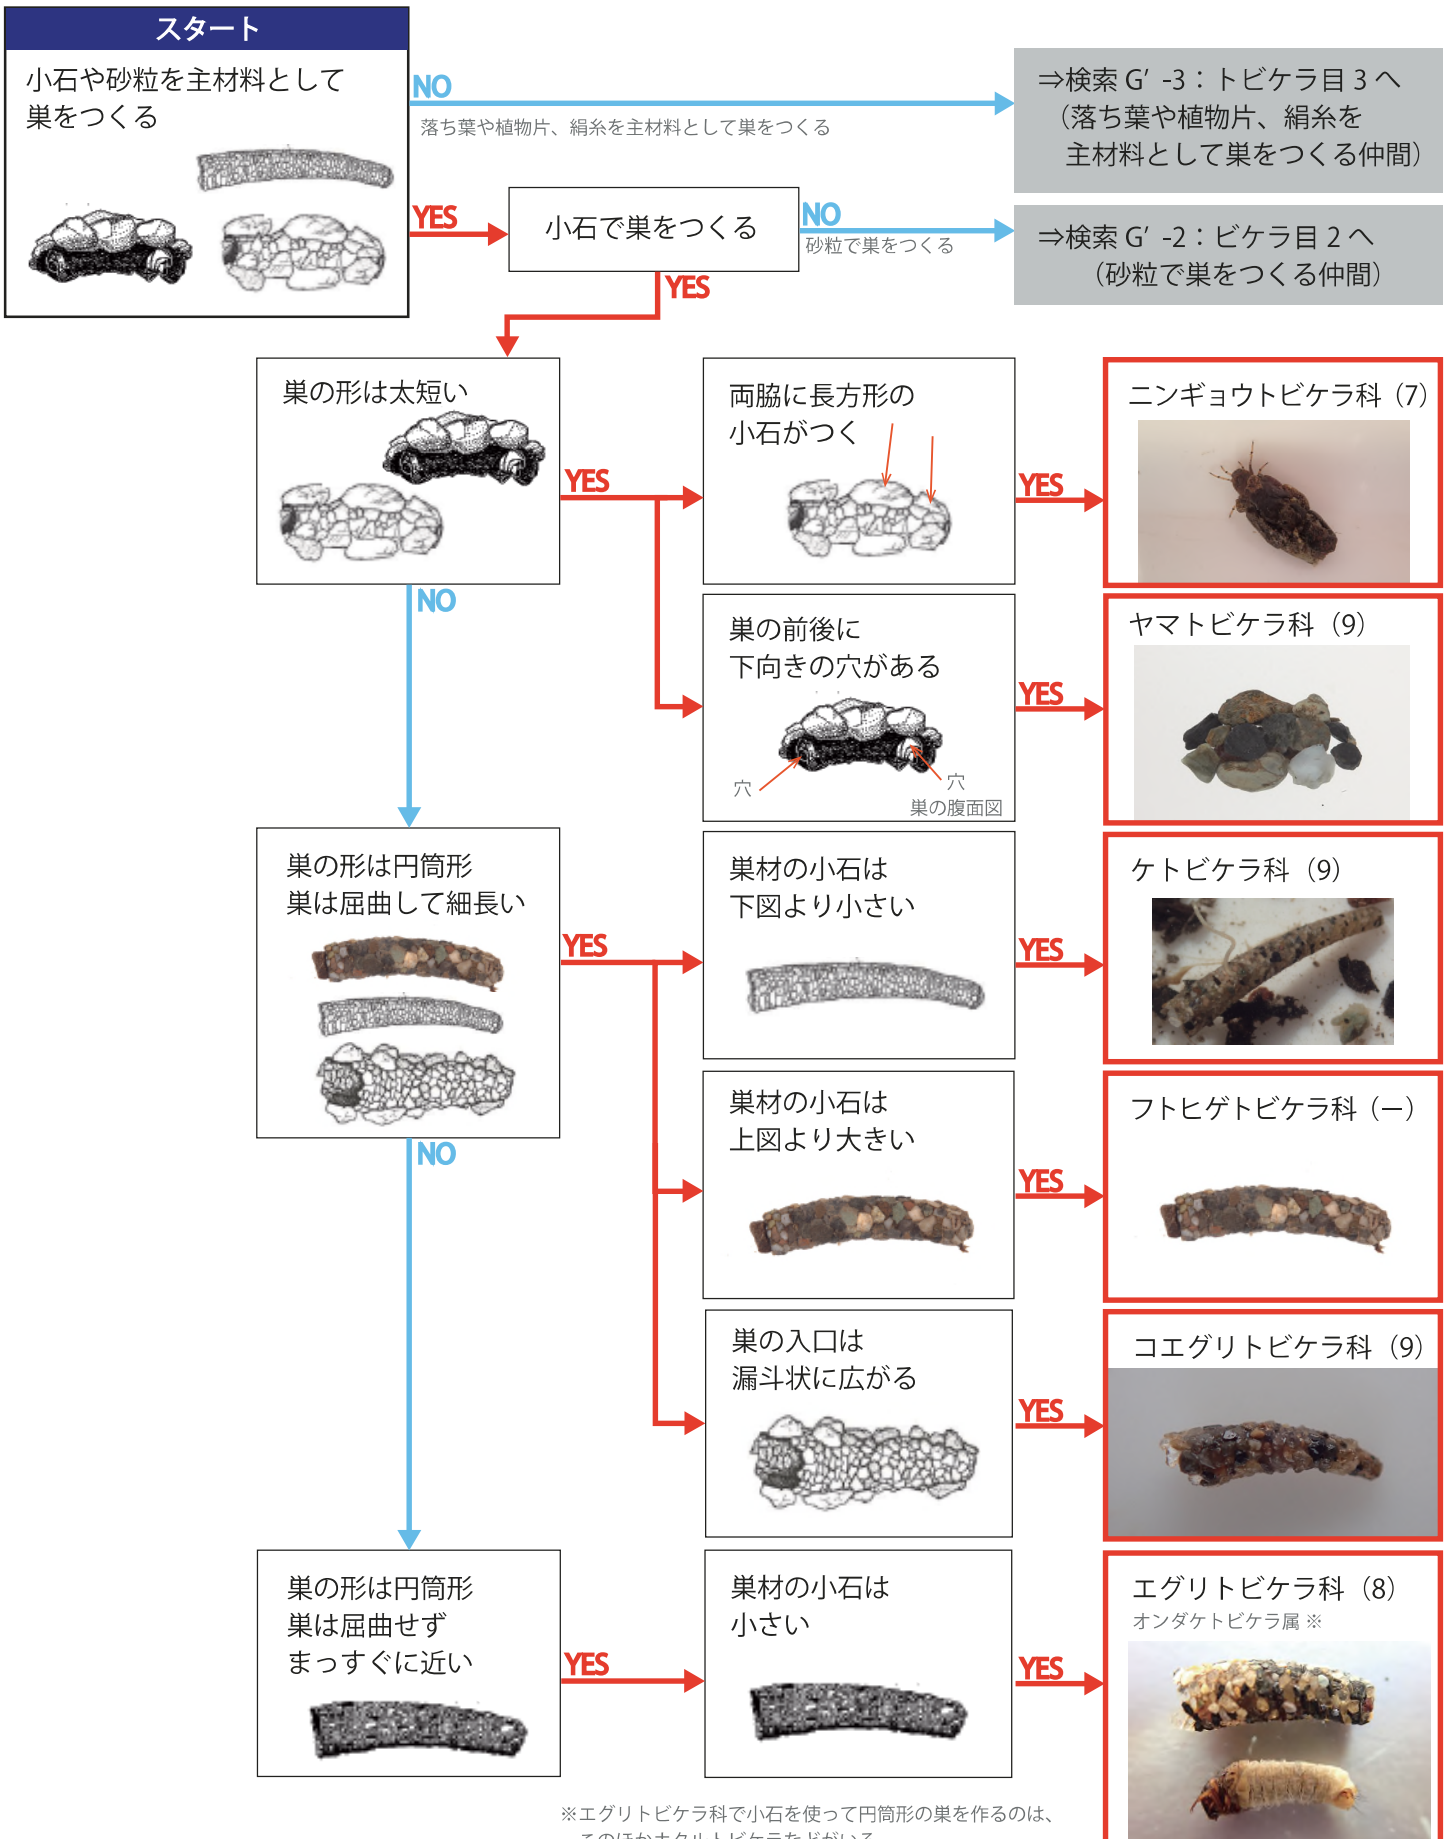 スタート
小石や砂粒を主材料として
巣をつくる
NO
落ち葉や植物片、絹糸を主材料として巣をつくる
⇒検索 G′-3：トビケラ目 3 へ
（落ち葉や植物片、絹糸を
主材料として巣をつくる仲間）
YES
小石で巣をつくる
NO
砂粒で巣をつくる
⇒検索 G′-2：ビケラ目 2 へ
（砂粒で巣をつくる仲間）
YES
巣の形は太短い
YES
両脇に長方形の
小石がつく
YES
ニンギョウトビケラ科（7）
NO
巣の前後に
下向きの穴がある
穴
穴
巣の腹面図
YES
ヤマトビケラ科（9）
巣の形は円筒形
巣は屈曲して細長い
YES
巣材の小石は
下図より小さい
YES
ケトビケラ科（9）
巣材の小石は
上図より大きい
YES
フトヒゲトビケラ科（ー）
NO
巣の入口は
漏斗状に広がる
YES
コエグリトビケラ科（9）
巣の形は円筒形
巣は屈曲せず
まっすぐに近い
YES
巣材の小石は
小さい
YES
エグリトビケラ科（8）
オンダケトビケラ属 ※
※エグリトビケラ科で小石を使って円筒形の巣を作るのは、